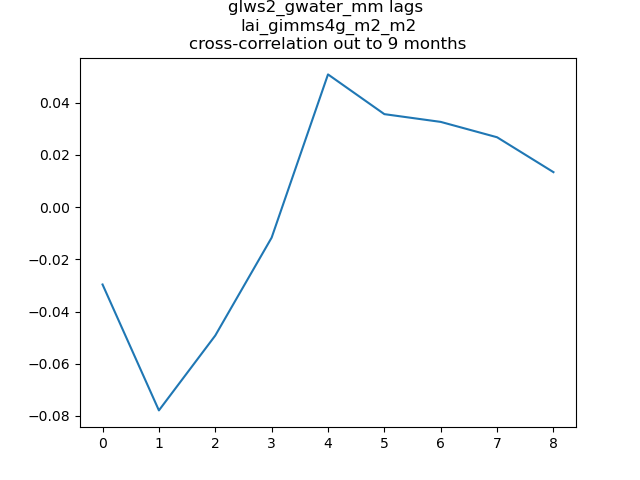 glws2_gwater_mm lags
lai_gimms4g_m2_m2
cross-correlation out to 9 months
0.04
0.02
0.00
−0.02
−0.04
−0.06
−0.08
0 1 2 3 4 5 6 7 8